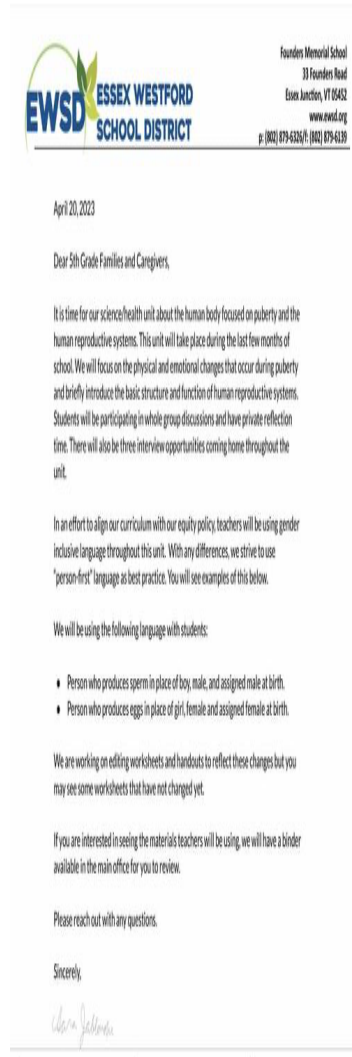 EWSD
ESSEX WESTFORD
SCHOOL DISTRICT
Founders Memorial School
33 Founders Road
Essex Junction, VT 05452
www.ewsd.org
p: (802) 879-6326/f: (802) 879-6139
April 20, 2023
Dear 5th Grade Families and Caregivers,
It is time for our science/health unit about the human body focused on puberty and the
human reproductive systems. This unit will take place during the last few months of
school. We will focus on the physical and emotional changes that occur during puberty
and briefly introduce the basic structure and function of human reproductive systems.
Students will be participating in whole group discussions and have private reflection
time. There will also be three interview opportunities coming home throughout the
unit.
In an effort to align our curriculum with our equity policy, teachers will be using gender
inclusive language throughout this unit. With any differences, we strive to use
"person-first" language as best practice. You will see examples of this below.
We will be using the following language with students:
• Person who produces sperm in place of boy, male, and assigned male at birth.
• Person who produces eggs in place of girl, female and assigned female at birth.
We are working on editing worksheets and handouts to reflect these changes but you
may see some worksheets that have not changed yet.
If you are interested in seeing the materials teachers will be using, we will have a binder
available in the main office for you to review.
Please reach out with any questions.
Sincerely,